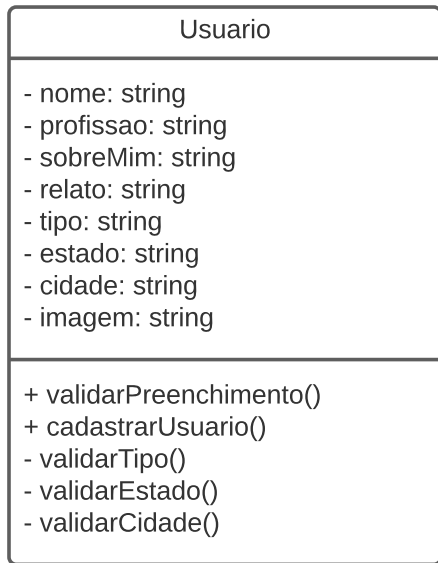 Usuario
- nome: string
- profissao: string
- sobreMim: string
- relato: string
- tipo: string
- estado: string
- cidade: string
- imagem: string
+ validarPreenchimento()
+ cadastrarUsuario()
- validarTipo()
- validarEstado()
- validarCidade()